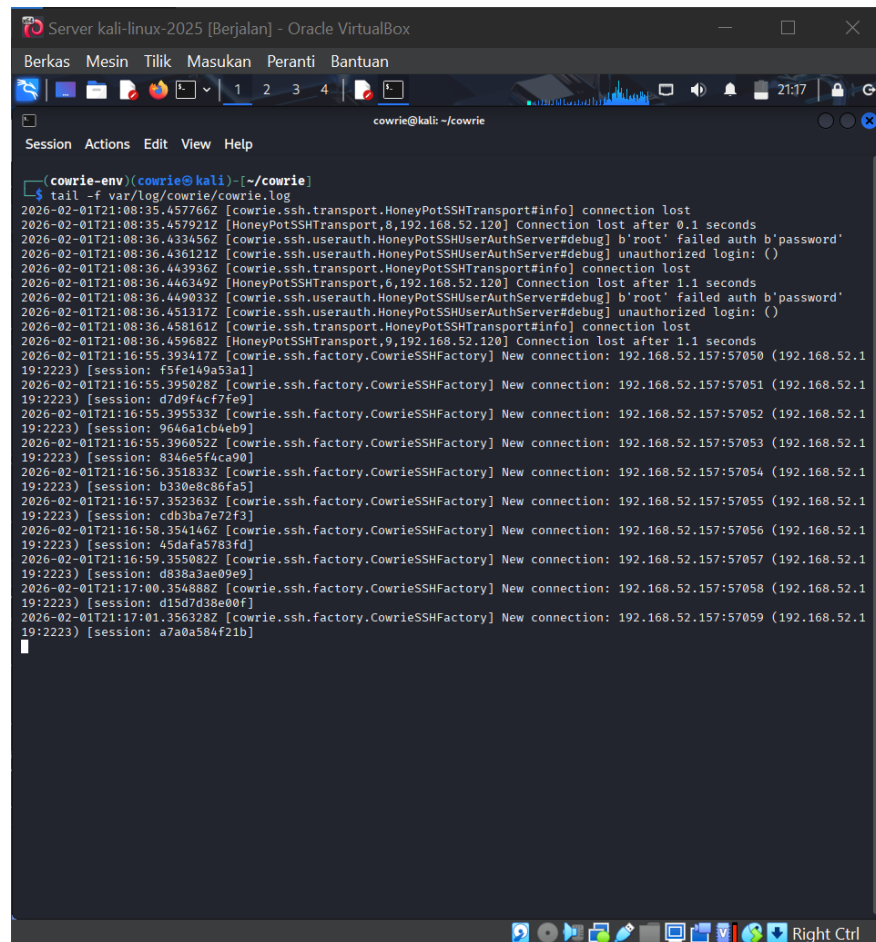 Server kali-linux-2025 [Berjalan] - Oracle VirtualBox
Berkas Mesin Tilik Masukan Peranti Bantuan
1 2 3 4 21:17
cowrie@kali: ~/cowrie
Session Actions Edit View Help
┌──(cowrie-env)(cowrie㉿kali)-[~/cowrie]
└─$ tail -f var/log/cowrie/cowrie.log
2026-02-01T21:08:35.457766Z [cowrie.ssh.transport.HoneyPotSSHTransport#info] connection lost
2026-02-01T21:08:35.457921Z [HoneyPotSSHTransport,8,192.168.52.120] Connection lost after 0.1 seconds
2026-02-01T21:08:36.433456Z [cowrie.ssh.userauth.HoneyPotSSHUserAuthServer#debug] b'root' failed auth b'password'
2026-02-01T21:08:36.436121Z [cowrie.ssh.userauth.HoneyPotSSHUserAuthServer#debug] unauthorized login: ()
2026-02-01T21:08:36.443936Z [cowrie.ssh.transport.HoneyPotSSHTransport#info] connection lost
2026-02-01T21:08:36.446349Z [HoneyPotSSHTransport,6,192.168.52.120] Connection lost after 1.1 seconds
2026-02-01T21:08:36.449033Z [cowrie.ssh.userauth.HoneyPotSSHUserAuthServer#debug] b'root' failed auth b'password'
2026-02-01T21:08:36.451317Z [cowrie.ssh.userauth.HoneyPotSSHUserAuthServer#debug] unauthorized login: ()
2026-02-01T21:08:36.458161Z [cowrie.ssh.transport.HoneyPotSSHTransport#info] connection lost
2026-02-01T21:08:36.459682Z [HoneyPotSSHTransport,9,192.168.52.120] Connection lost after 1.1 seconds
2026-02-01T21:16:55.393417Z [cowrie.ssh.factory.CowrieSSHFactory] New connection: 192.168.52.157:57050 (192.168.52.1
19:2223) [session: f5fe149a53a1]
2026-02-01T21:16:55.395028Z [cowrie.ssh.factory.CowrieSSHFactory] New connection: 192.168.52.157:57051 (192.168.52.1
19:2223) [session: d7d9f4cf7fe9]
2026-02-01T21:16:55.395533Z [cowrie.ssh.factory.CowrieSSHFactory] New connection: 192.168.52.157:57052 (192.168.52.1
19:2223) [session: 9646a1cb4eb9]
2026-02-01T21:16:55.396052Z [cowrie.ssh.factory.CowrieSSHFactory] New connection: 192.168.52.157:57053 (192.168.52.1
19:2223) [session: 8346e5f4ca90]
2026-02-01T21:16:56.351833Z [cowrie.ssh.factory.CowrieSSHFactory] New connection: 192.168.52.157:57054 (192.168.52.1
19:2223) [session: b330e8c86fa5]
2026-02-01T21:16:57.352363Z [cowrie.ssh.factory.CowrieSSHFactory] New connection: 192.168.52.157:57055 (192.168.52.1
19:2223) [session: cdb3ba7e72f3]
2026-02-01T21:16:58.354146Z [cowrie.ssh.factory.CowrieSSHFactory] New connection: 192.168.52.157:57056 (192.168.52.1
19:2223) [session: 45dafa5783fd]
2026-02-01T21:16:59.355082Z [cowrie.ssh.factory.CowrieSSHFactory] New connection: 192.168.52.157:57057 (192.168.52.1
19:2223) [session: d838a3ae09e9]
2026-02-01T21:17:00.354888Z [cowrie.ssh.factory.CowrieSSHFactory] New connection: 192.168.52.157:57058 (192.168.52.1
19:2223) [session: d15d7d38e00f]
2026-02-01T21:17:01.356328Z [cowrie.ssh.factory.CowrieSSHFactory] New connection: 192.168.52.157:57059 (192.168.52.1
19:2223) [session: a7a0a584f21b]
Right Ctrl